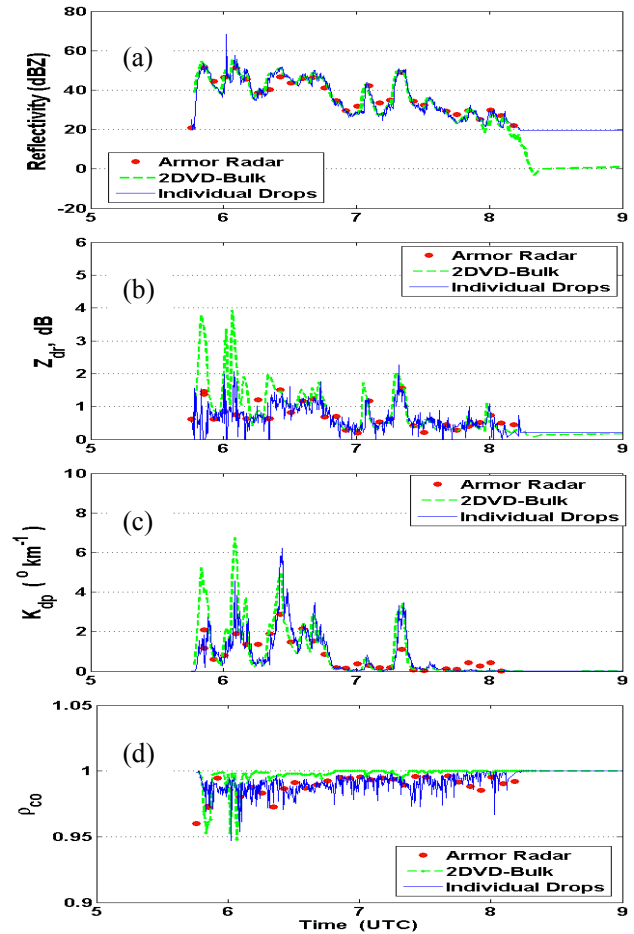 80
(a)
60
40
20
0
-20
Reflectivity (dBZ)
Armor Radar
2DVD-Bulk
Individual Drops
5 6 7 8 9
6
(b)
5
4
3
2
1
0
Zdr, dB
Armor Radar
2DVD-Bulk
Individual Drops
5 6 7 8 9
10
(c)
8
6
4
2
0
Kdp ( ⁰ km⁻¹)
Armor Radar
2DVD-Bulk
Individual Drops
5 6 7 8 9
1.05
(d)
1
0.95
0.9
ρco
Armor Radar
2DVD-Bulk
Individual Drops
5 6 7 8 9
Time (UTC)